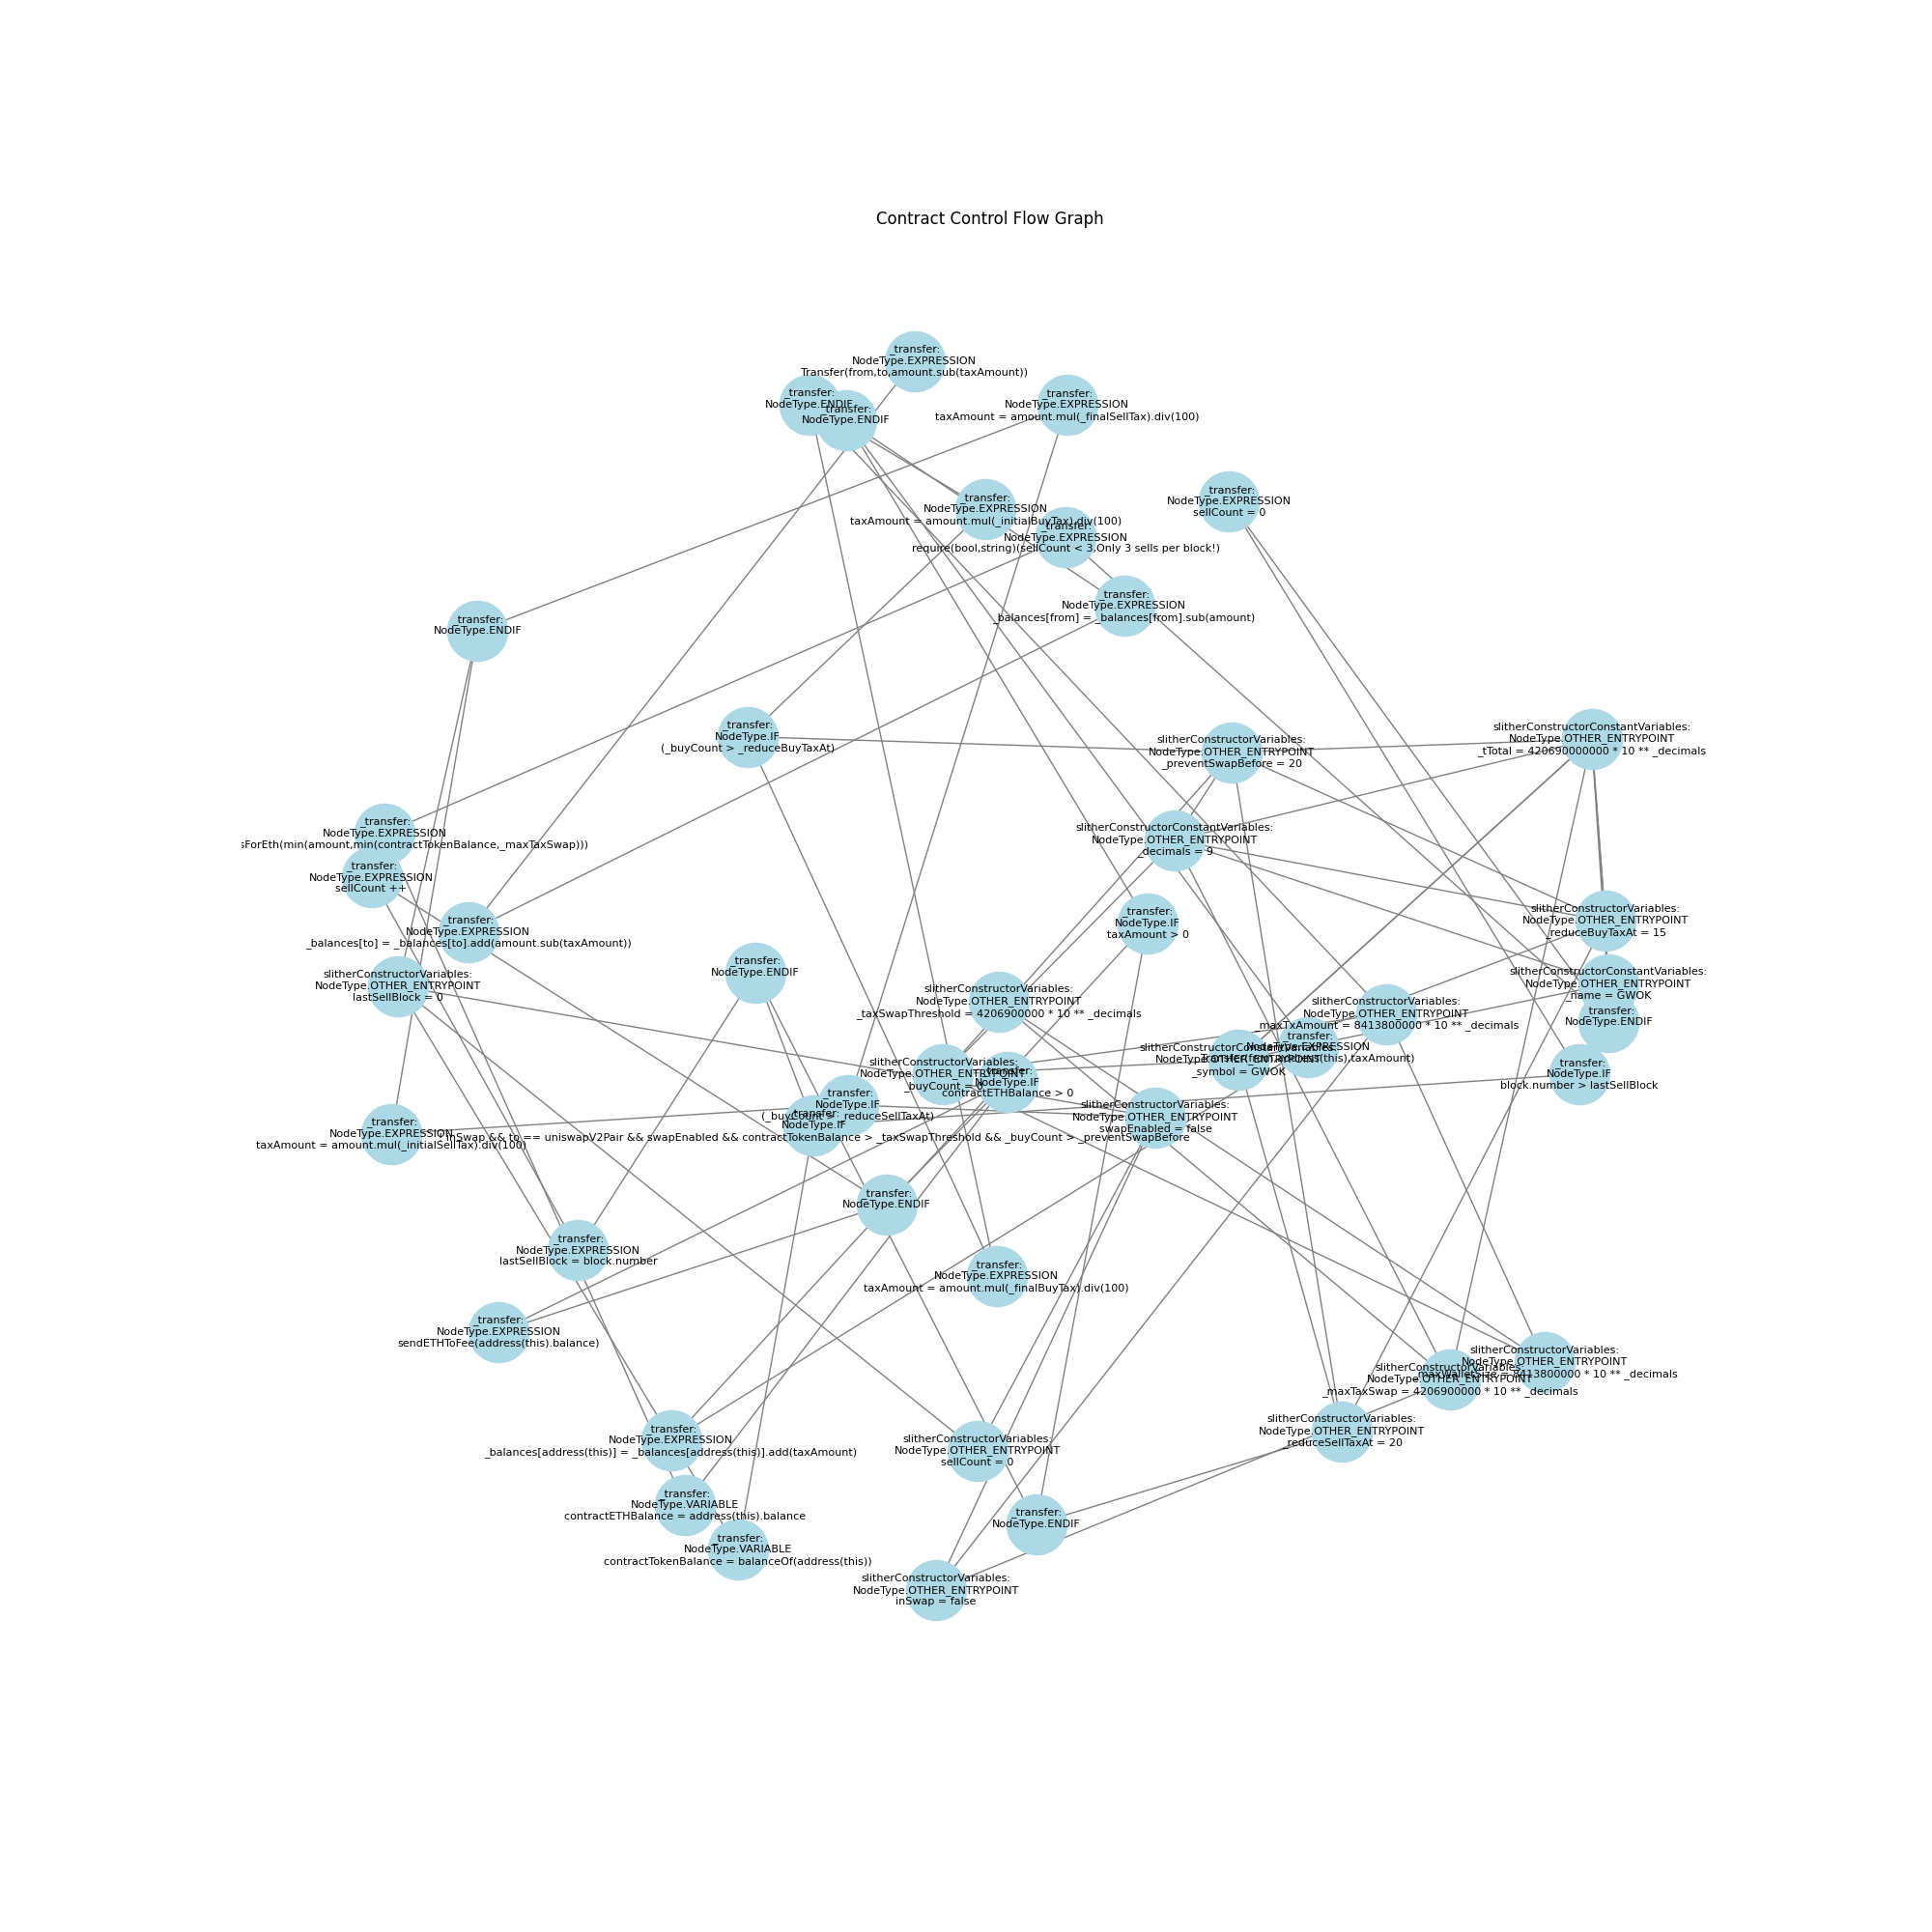 Contract Control Flow Graph
_transfer:
NodeType.EXPRESSION
Transfer(from,to,amount.sub(taxAmount))
_transfer:
NodeType.ENDIF
_transfer:
NodeType.ENDIF
_transfer:
NodeType.EXPRESSION
taxAmount = amount.mul(_finalSellTax).div(100)
_transfer:
NodeType.EXPRESSION
taxAmount = amount.mul(_initialBuyTax).div(100)
_transfer:
NodeType.EXPRESSION
sellCount = 0
_transfer:
NodeType.EXPRESSION
require(bool,string)(sellCount < 3,Only 3 sells per block!)
_transfer:
NodeType.EXPRESSION
_balances[from] = _balances[from].sub(amount)
_transfer:
NodeType.ENDIF
_transfer:
NodeType.IF
(_buyCount > _reduceBuyTaxAt)
slitherConstructorVariables:
NodeType.OTHER_ENTRYPOINT
_preventSwapBefore = 20
slitherConstructorConstantVariables:
NodeType.OTHER_ENTRYPOINT
_tTotal = 420690000000 * 10 ** _decimals
_transfer:
NodeType.EXPRESSION
sForEth(min(amount,min(contractTokenBalance,_maxTaxSwap)))
slitherConstructorConstantVariables:
NodeType.OTHER_ENTRYPOINT
_decimals = 9
_transfer:
NodeType.EXPRESSION
sellCount ++
_transfer:
NodeType.EXPRESSION
_balances[to] = _balances[to].add(amount.sub(taxAmount))
_transfer:
NodeType.IF
taxAmount > 0
slitherConstructorVariables:
NodeType.OTHER_ENTRYPOINT
_reduceBuyTaxAt = 15
slitherConstructorVariables:
NodeType.OTHER_ENTRYPOINT
lastSellBlock = 0
_transfer:
NodeType.ENDIF
slitherConstructorConstantVariables:
NodeType.OTHER_ENTRYPOINT
_name = GWOK
slitherConstructorVariables:
NodeType.OTHER_ENTRYPOINT
_taxSwapThreshold = 4206900000 * 10 ** _decimals
slitherConstructorVariables:
NodeType.OTHER_ENTRYPOINT
_maxTxAmount = 8413800000 * 10 ** _decimals
_transfer:
NodeType.ENDIF
_transfer:
NodeType.EXPRESSION
Transfer(from,address(this),taxAmount)
slitherConstructorConstantVariables:
NodeType.OTHER_ENTRYPOINT
_symbol = GWOK
slitherConstructorVariables:
NodeType.OTHER_ENTRYPOINT
_buyCount = 0
_transfer:
NodeType.IF
contractETHBalance > 0
_transfer:
NodeType.IF
block.number > lastSellBlock
_transfer:
NodeType.IF
(_buyCount > _reduceSellTaxAt)
slitherConstructorVariables:
NodeType.OTHER_ENTRYPOINT
swapEnabled = false
_transfer:
NodeType.IF
inSwap && to == uniswapV2Pair && swapEnabled && contractTokenBalance > _taxSwapThreshold && _buyCount > _preventSwapBefore
_transfer:
NodeType.EXPRESSION
taxAmount = amount.mul(_initialSellTax).div(100)
_transfer:
NodeType.ENDIF
_transfer:
NodeType.EXPRESSION
lastSellBlock = block.number
_transfer:
NodeType.EXPRESSION
taxAmount = amount.mul(_finalBuyTax).div(100)
_transfer:
NodeType.EXPRESSION
sendETHToFee(address(this).balance)
slitherConstructorVariables:
NodeType.OTHER_ENTRYPOINT
_maxWalletSize = 8413800000 * 10 ** _decimals
slitherConstructorVariables:
NodeType.OTHER_ENTRYPOINT
_maxTaxSwap = 4206900000 * 10 ** _decimals
slitherConstructorVariables:
NodeType.OTHER_ENTRYPOINT
_reduceSellTaxAt = 20
_transfer:
NodeType.EXPRESSION
_balances[address(this)] = _balances[address(this)].add(taxAmount)
slitherConstructorVariables:
NodeType.OTHER_ENTRYPOINT
sellCount = 0
_transfer:
NodeType.VARIABLE
contractETHBalance = address(this).balance
_transfer:
NodeType.ENDIF
_transfer:
NodeType.VARIABLE
contractTokenBalance = balanceOf(address(this))
slitherConstructorVariables:
NodeType.OTHER_ENTRYPOINT
inSwap = false